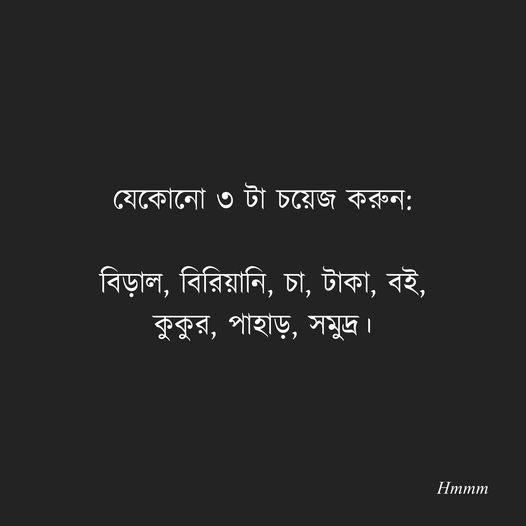 যেকোনো ৩ টা চয়েজ করুন:
বিড়াল, বিরিয়ানি, চা, টাকা, বই,
কুকুর, পাহাড়, সমুদ্র।
Hmmm